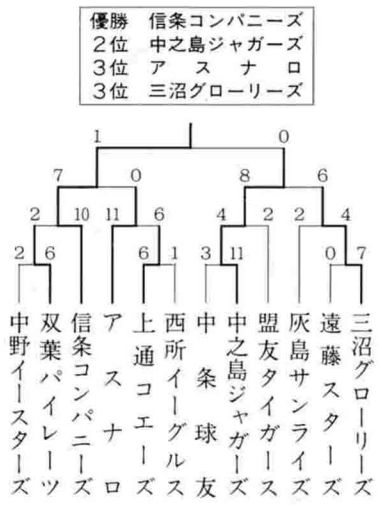 優勝 信条コンパニーズ
2位 中之島ジャガーズ
3位 アスナロ
3位 三沼グローリーズ
1 0
7 0 8 6
2 10 11 6 4 2 2 4
2 6 6 1 3 11 0 7
中野イースターズ
双葉パイレーツ
信条コンパニーズ
アスナロ
上通コエーズ
西所イーグルス
中条球友
中之島ジャガーズ
盟友タイガース
灰島サンライズ
遠藤スターズ
三沼グローリーズ